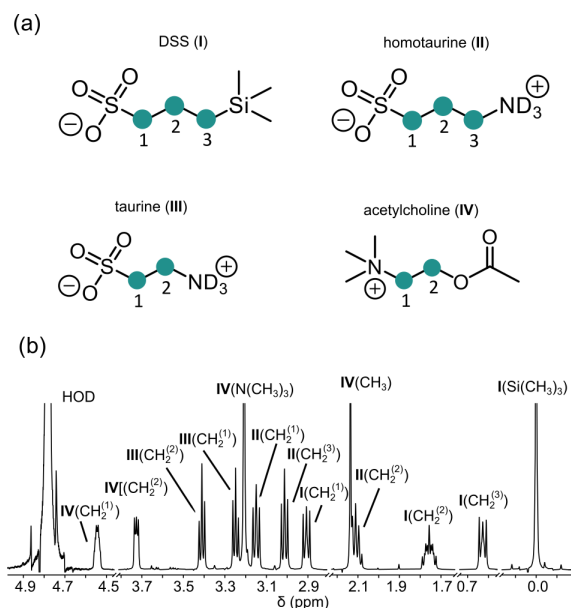 (a)
DSS (I)
homotaurine (II)
O
O
S
Si
⊖ O
1
2
3
O
O
S
ND3 ⊕
⊖ O
1
2
3
taurine (III)
acetylcholine (IV)
O
O
S
ND3 ⊕
⊖ O
1
2
O
N
⊕
O
1
2
(b)
HOD
IV(CH2(1))
IV[(CH2(2))
III(CH2(2))
III(CH2(1))
IV(N(CH3)3)
II(CH2(1))
II(CH2(3))
I(CH2(1))
IV(CH3)
II(CH2(2))
I(CH2(2))
I(CH2(3))
I(Si(CH3)3)
4.9 4.7 4.5 3.7 3.5 3.3 3.1 2.9 2.1 1.9 1.7 0.7 0.0
δ (ppm)